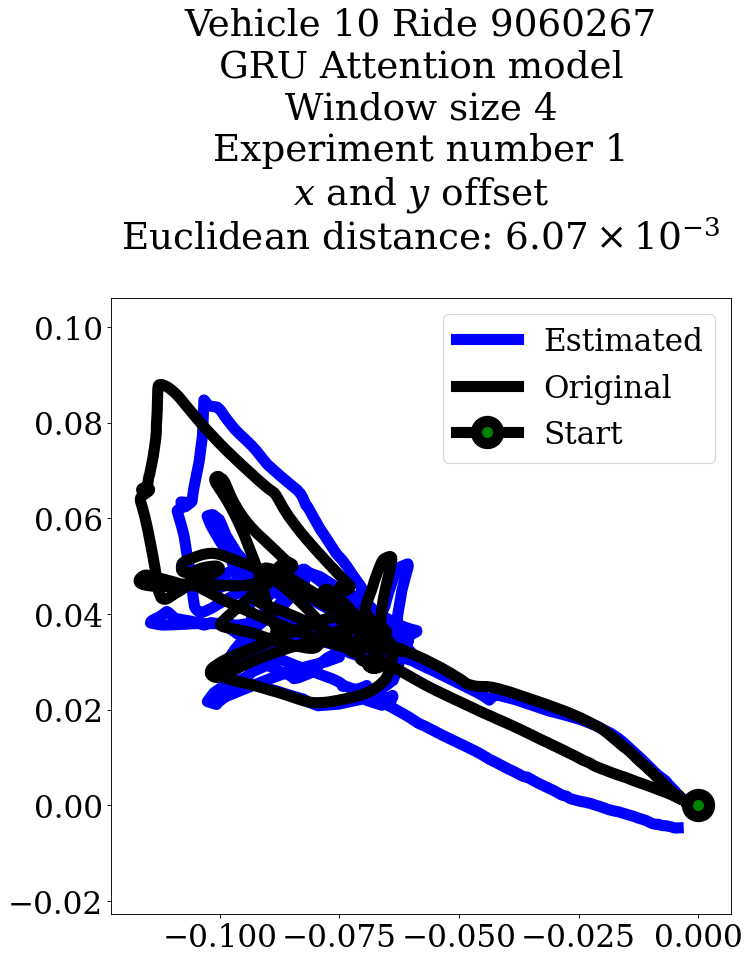 Vehicle 10 Ride 9060267
GRU Attention model
Window size 4
Experiment number 1
x and y offset
Euclidean distance: 6.07 × 10⁻³
Estimated
Original
Start
0.10
0.08
0.06
0.04
0.02
0.00
−0.02
−0.100 −0.075 −0.050 −0.025 0.000